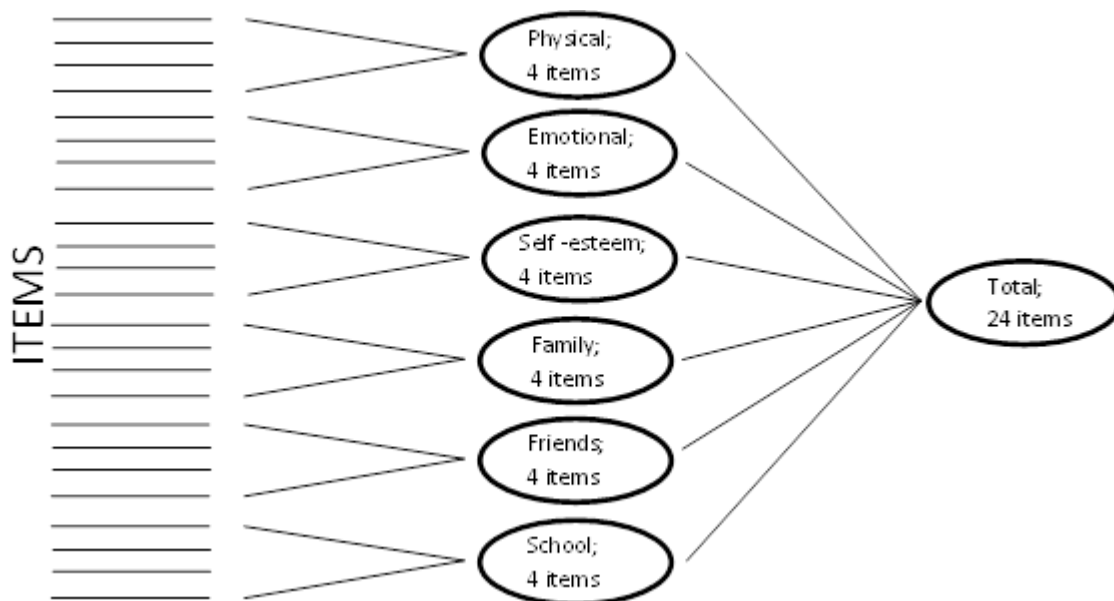 ITEMS
Physical;
4 items
Emotional;
4 items
Self -esteem;
4 items
Family;
4 items
Friends;
4 items
School;
4 items
Total;
24 items